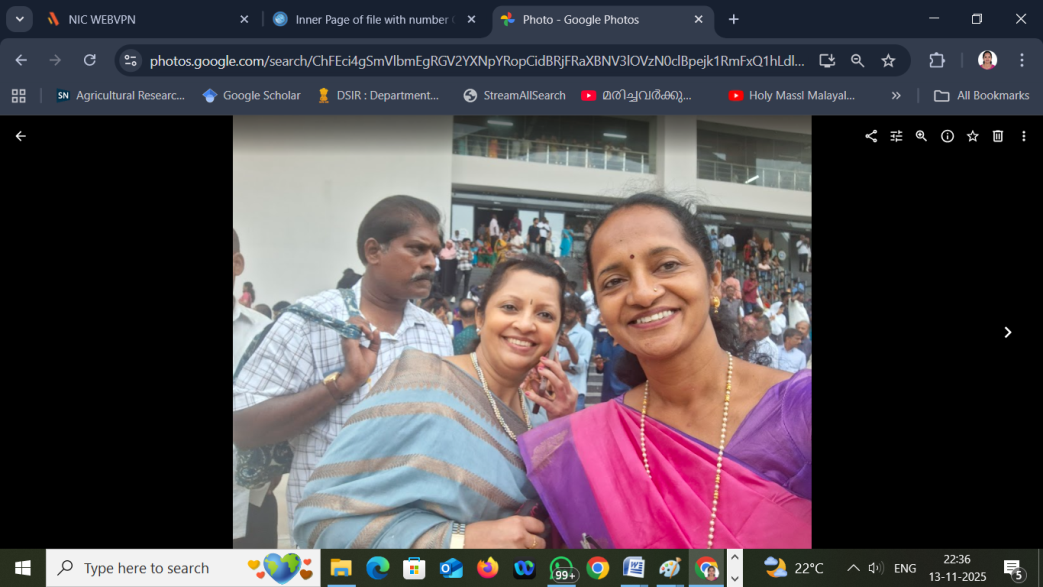 NIC WEBVPN
Inner Page of file with number
Photo - Google Photos
photos.google.com/search/ChFEci4gSmVlbmEgRGV2YXNpYRopCidBRjFRaXBNV3lOVzN0clBpejk1RmFxQ1hLdl...
SN
Agricultural Researc...
Google Scholar
DSIR : Department...
StreamAllSearch
മരിച്ചവർക്കു...
Holy Massl Malayal...
»
All Bookmarks
Type here to search
99+
W
22°C
ENG
22:36
13-11-2025
5